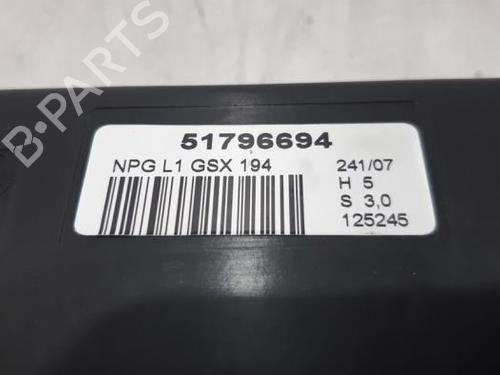 B-PARTS
51796694
NPG L1 GSX 194
241/07
H 5
S 3,0
125245